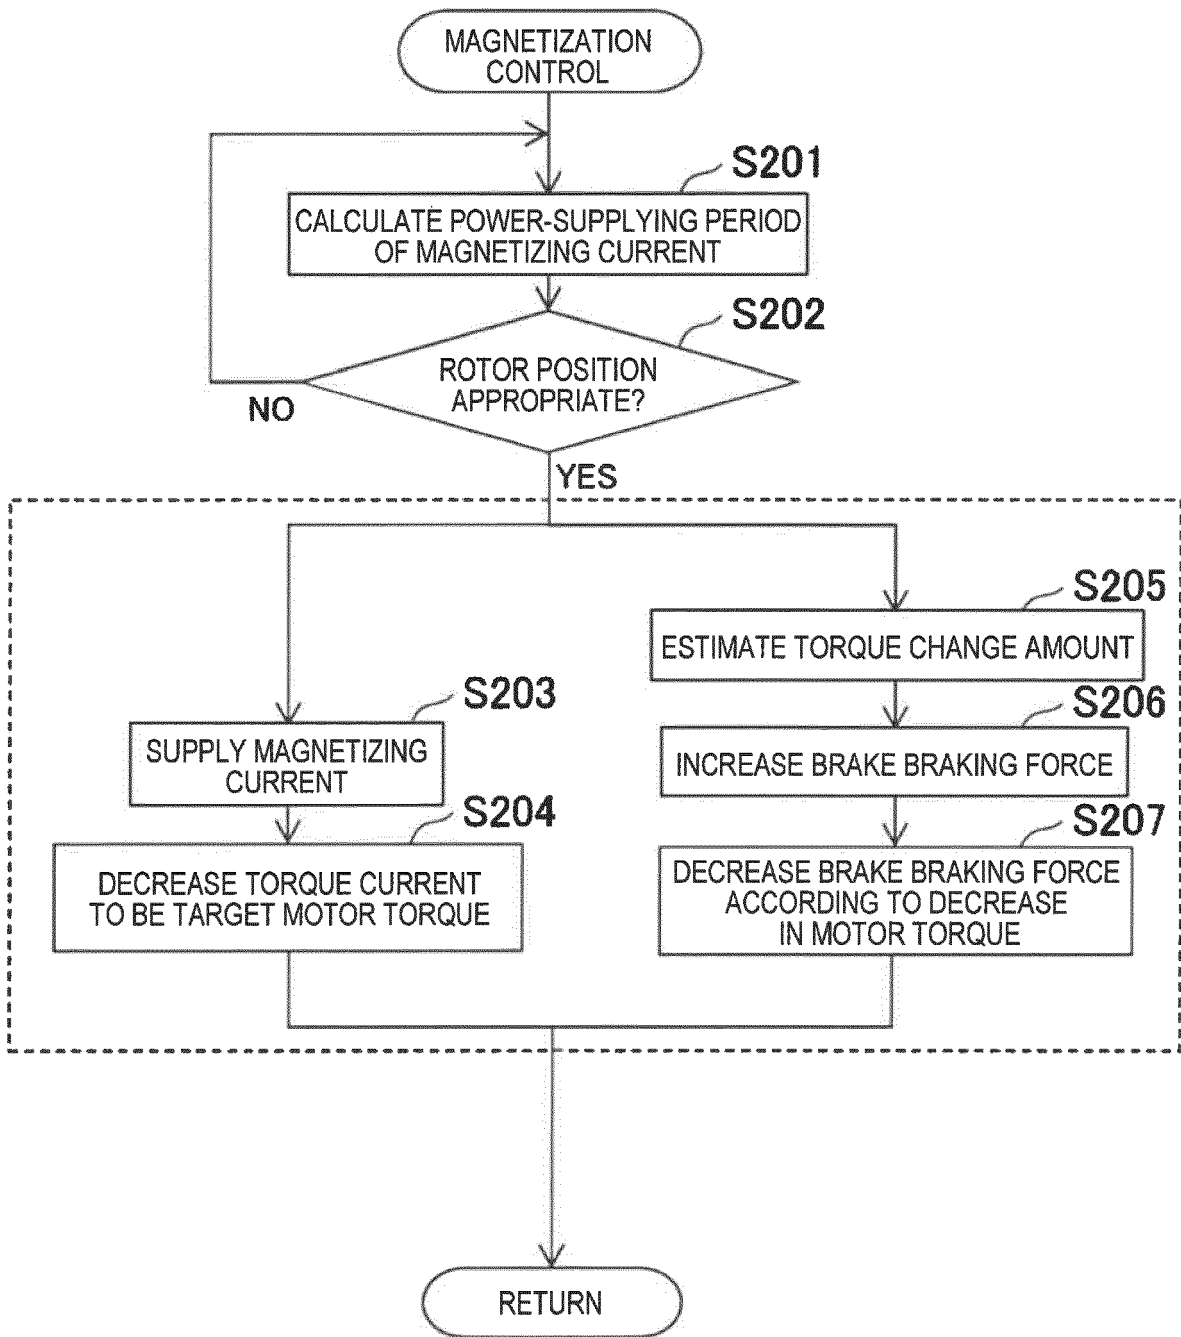 MAGNETIZATION
CONTROL
S201
CALCULATE POWER-SUPPLYING PERIOD
OF MAGNETIZING CURRENT
S202
ROTOR POSITION
APPROPRIATE?
NO
YES
S203
SUPPLY MAGNETIZING
CURRENT
S204
DECREASE TORQUE CURRENT
TO BE TARGET MOTOR TORQUE
S205
ESTIMATE TORQUE CHANGE AMOUNT
S206
INCREASE BRAKE BRAKING FORCE
S207
DECREASE BRAKE BRAKING FORCE
ACCORDING TO DECREASE
IN MOTOR TORQUE
RETURN